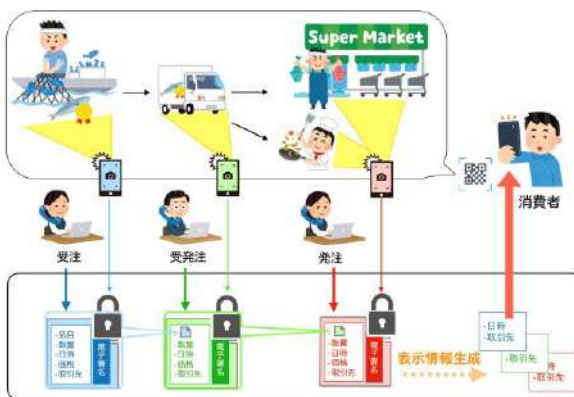 Super Market
消費者
受注
受発注
発注
・品目
・数量
・日時
・価格
・取引先
電子署名
・数量
・日時
・価格
・取引先
電子署名
・数量
・日時
・価格
・取引先
電子署名
表示情報生成
・日時
・取引先
・取引先
・日時
・取引先